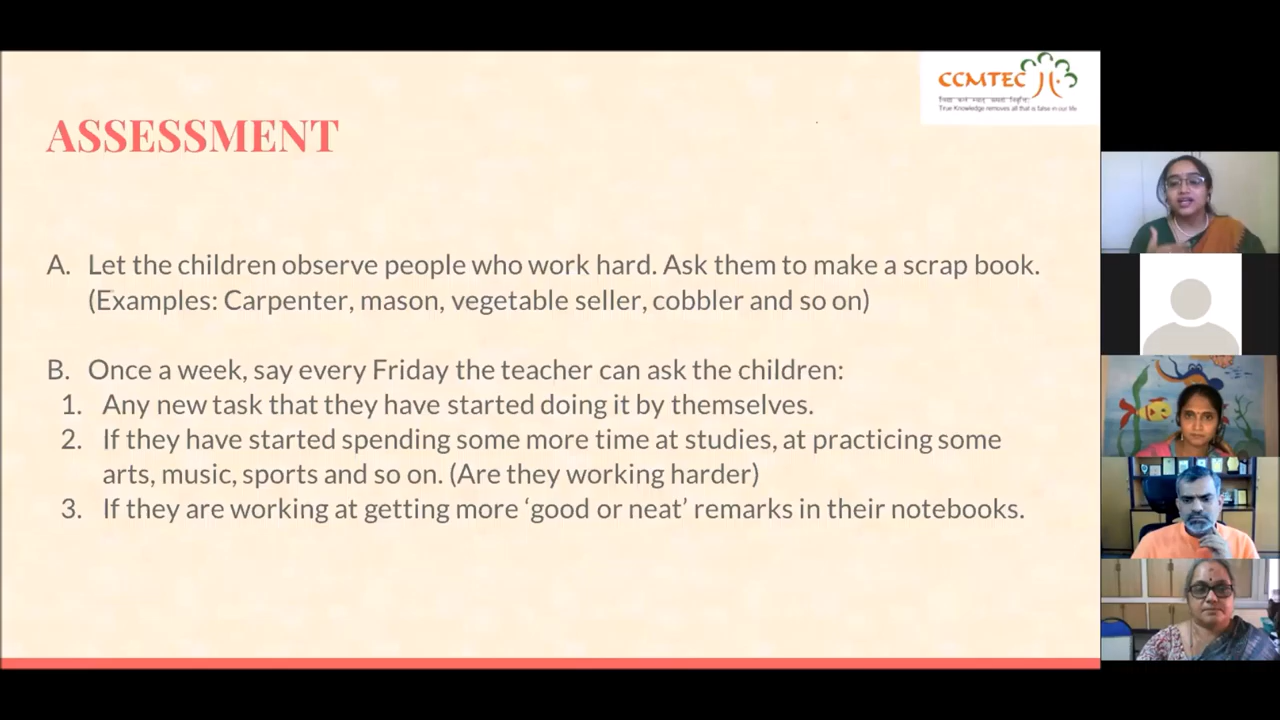 CCMTEC
True Knowledge removes all that is false in our life
ASSESSMENT
A. Let the children observe people who work hard. Ask them to make a scrap book.
(Examples: Carpenter, mason, vegetable seller, cobbler and so on)
B. Once a week, say every Friday the teacher can ask the children:
1. Any new task that they have started doing it by themselves.
2. If they have started spending some more time at studies, at practicing some
arts, music, sports and so on. (Are they working harder)
3. If they are working at getting more ‘good or neat’ remarks in their notebooks.